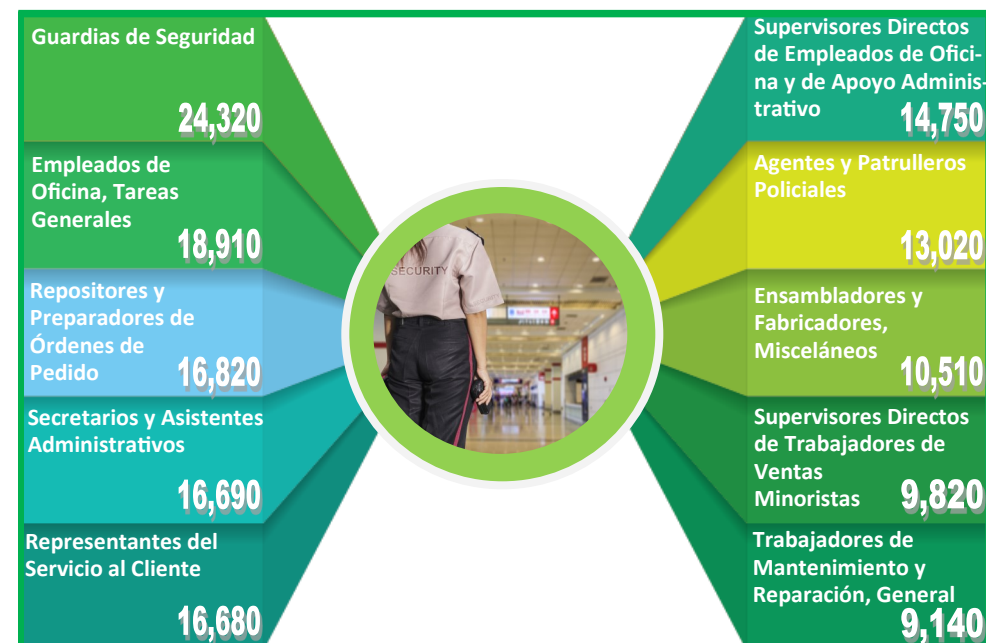 Guardias de Seguridad
24,320
Empleados de
Oficina, Tareas
Generales
18,910
Repositores y
Preparadores de
Órdenes de
Pedido
16,820
Secretarios y Asistentes
Administrativos
16,690
Representantes del
Servicio al Cliente
16,680
SECURITY
Supervisores Directos
de Empleados de Ofici-
na y de Apoyo Adminis-
trativo
14,750
Agentes y Patrulleros
Policiales
13,020
Ensambladores y
Fabricadores,
Misceláneos
10,510
Supervisores Directos
de Trabajadores de
Ventas
Minoristas
9,820
Trabajadores de
Mantenimiento y
Reparación, General
9,140